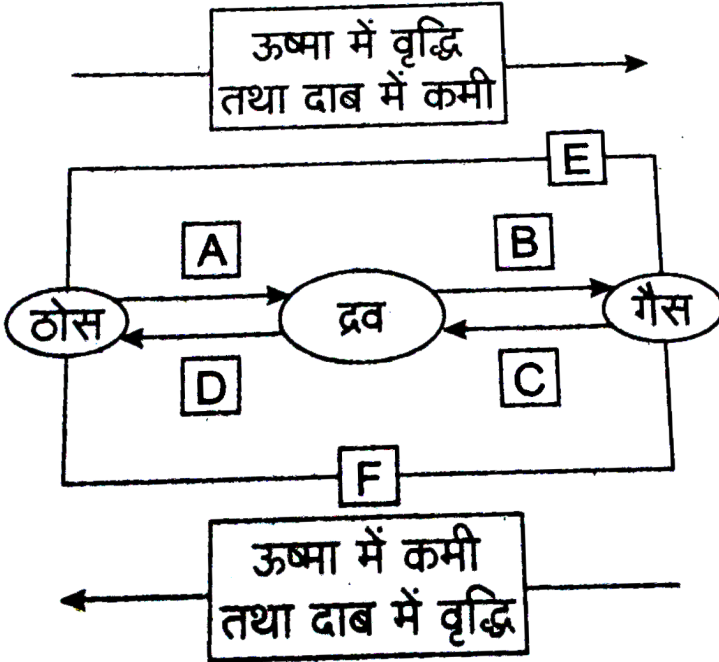 ऊष्मा में वृद्धि
तथा दाब में कमी
E
A
B
ठोस
द्रव
गैस
D
C
F
ऊष्मा में कमी
तथा दाब में वृद्धि